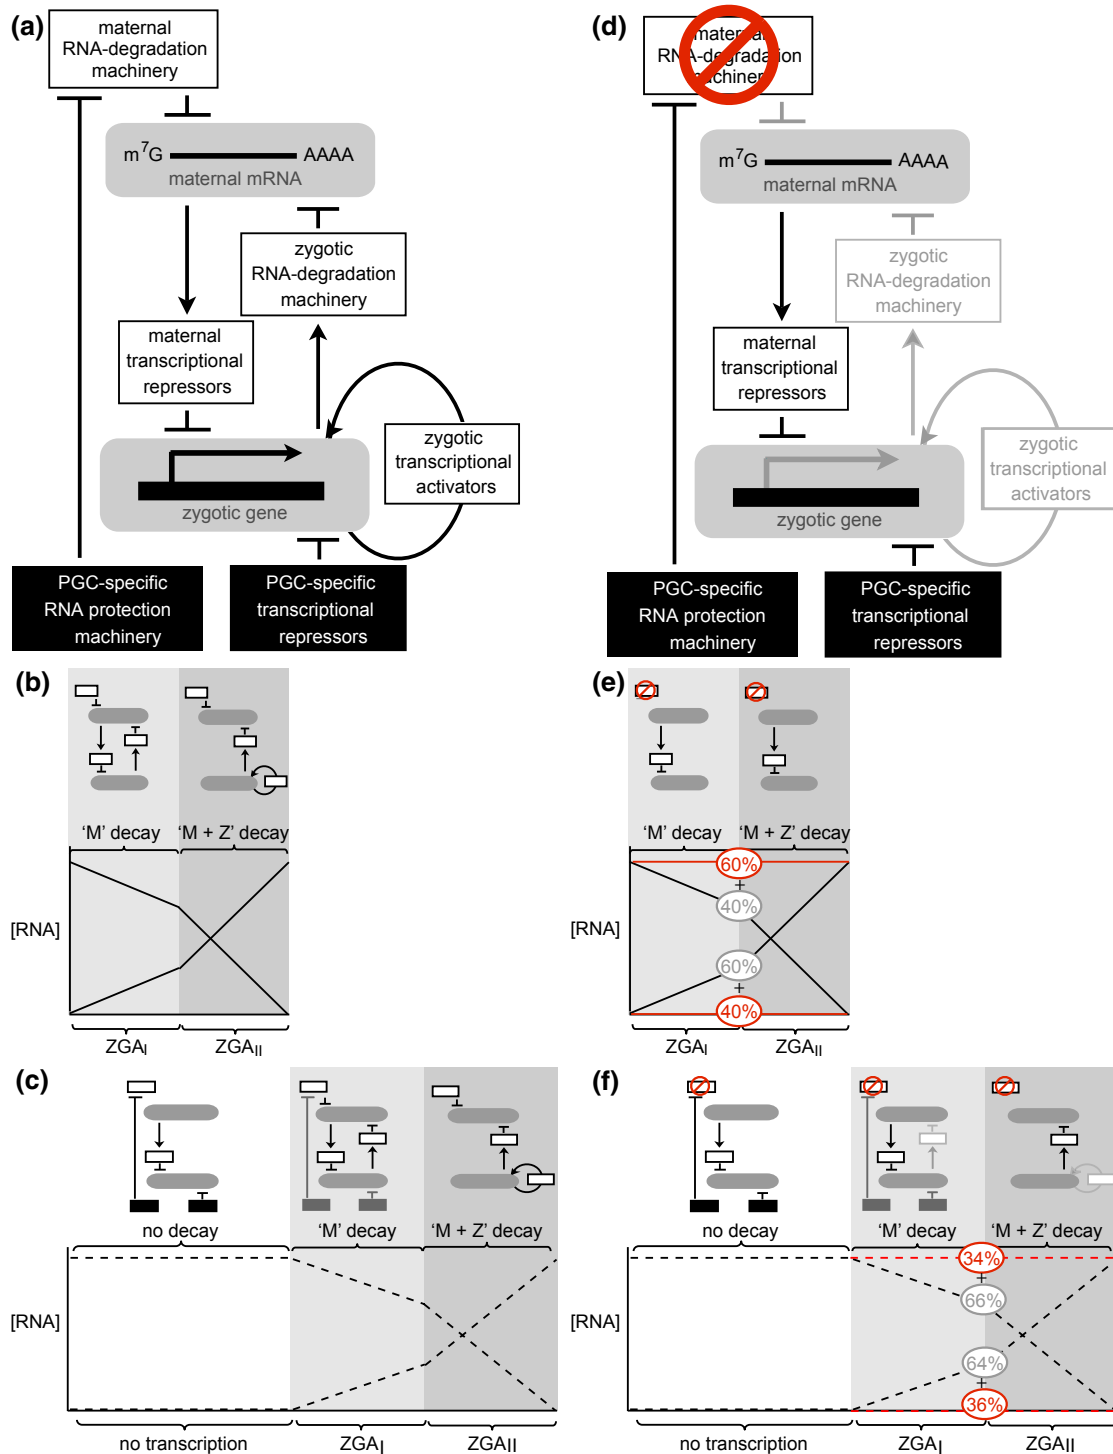 (a)
maternal
RNA-degradation
machinery
m7G
AAAA
maternal mRNA
zygotic
RNA-degradation
machinery
maternal
transcriptional
repressors
zygotic
transcriptional
activators
zygotic gene
PGC-specific
RNA protection
machinery
PGC-specific
transcriptional
repressors
(d)
maternal
RNA-degradation
machinery
m7G
AAAA
maternal mRNA
zygotic
RNA-degradation
machinery
maternal
transcriptional
repressors
zygotic
transcriptional
activators
zygotic gene
PGC-specific
RNA protection
machinery
PGC-specific
transcriptional
repressors
(b)
‘M’ decay
‘M + Z’ decay
[RNA]
ZGAI
ZGAII
(e)
‘M’ decay
‘M + Z’ decay
60%
+
40%
[RNA]
60%
+
40%
ZGAI
ZGAII
(c)
no decay
‘M’ decay
‘M + Z’ decay
[RNA]
no transcription
ZGAI
ZGAII
(f)
no decay
‘M’ decay
‘M + Z’ decay
34%
+
66%
[RNA]
64%
+
36%
no transcription
ZGAI
ZGAII